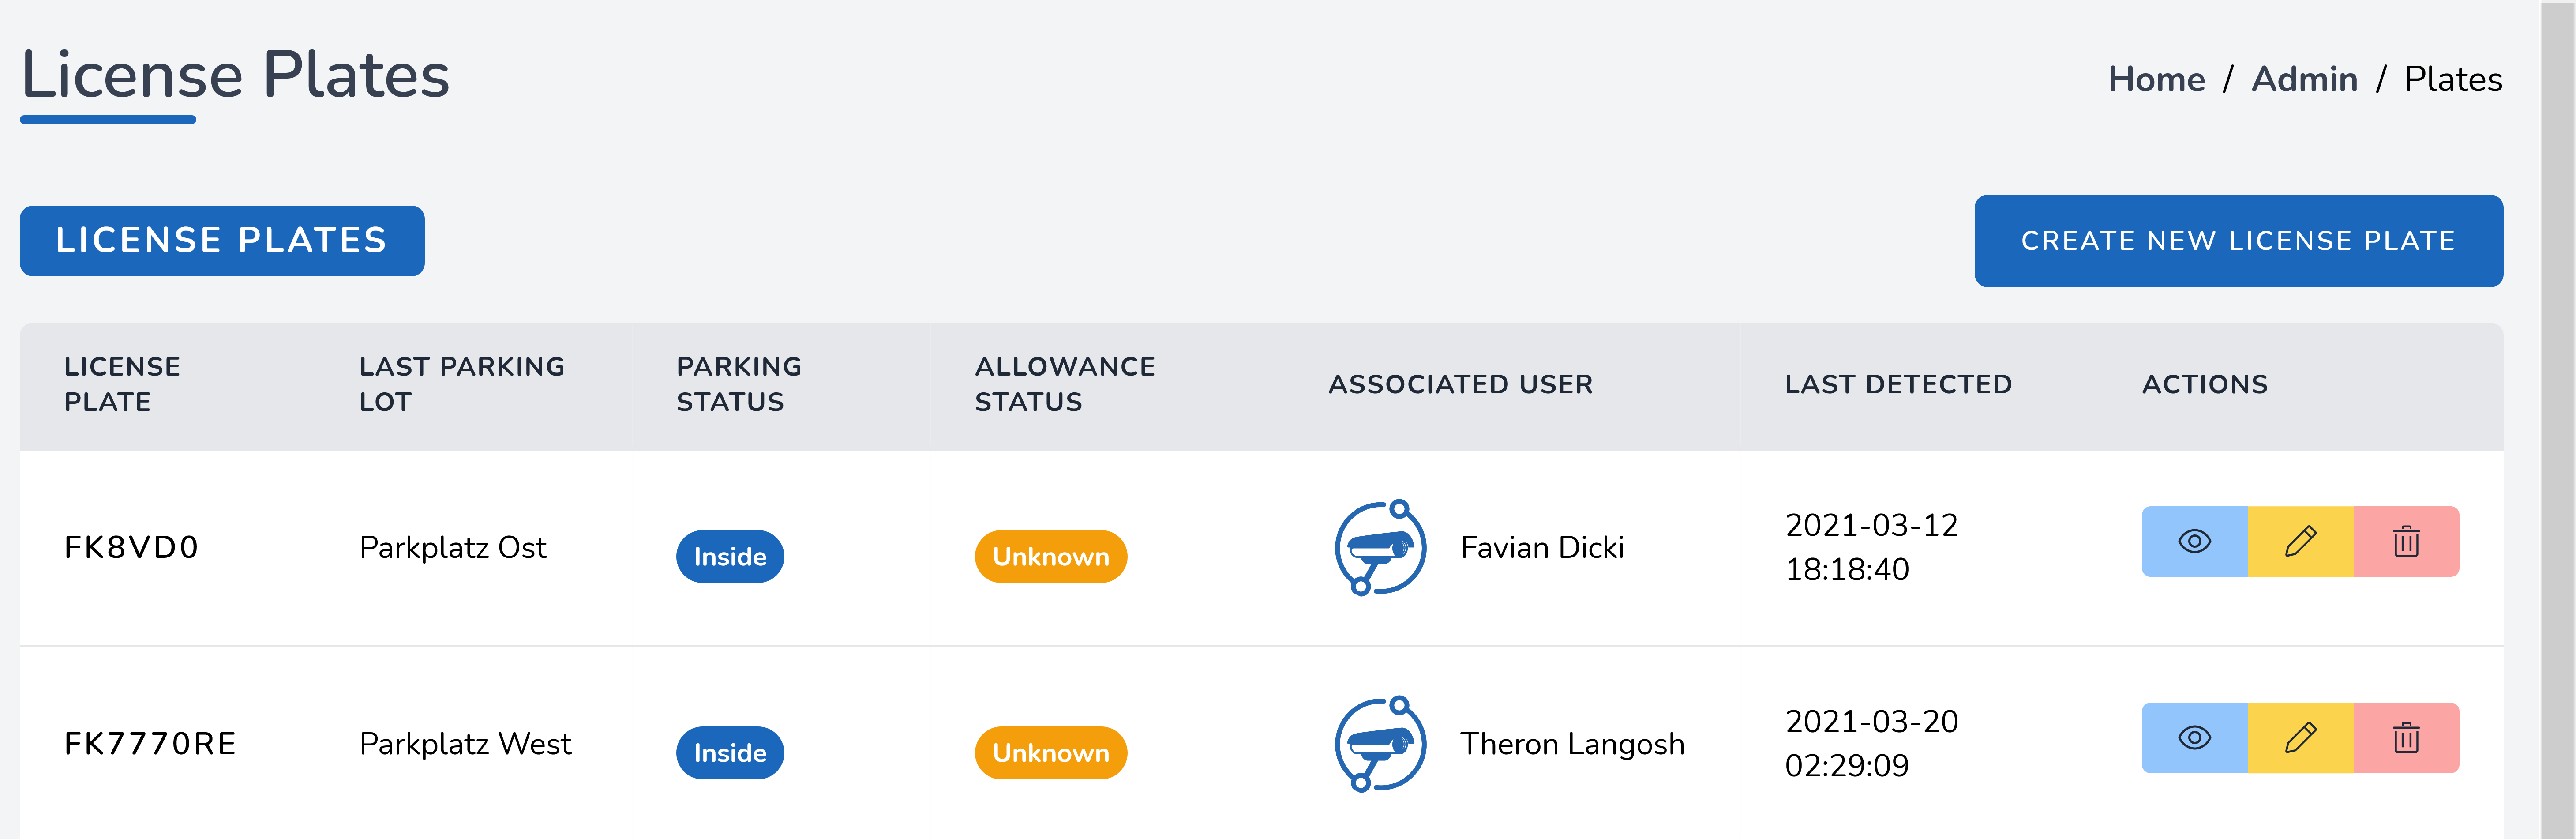 License Plates
Home / Admin / Plates
LICENSE PLATES
CREATE NEW LICENSE PLATE
LICENSE PLATE
LAST PARKING LOT
PARKING STATUS
ALLOWANCE STATUS
ASSOCIATED USER
LAST DETECTED
ACTIONS
FK8VD0
Parkplatz Ost
Inside
Unknown
Favian Dicki
2021-03-12
18:18:40
FK7770RE
Parkplatz West
Inside
Unknown
Theron Langosh
2021-03-20
02:29:09